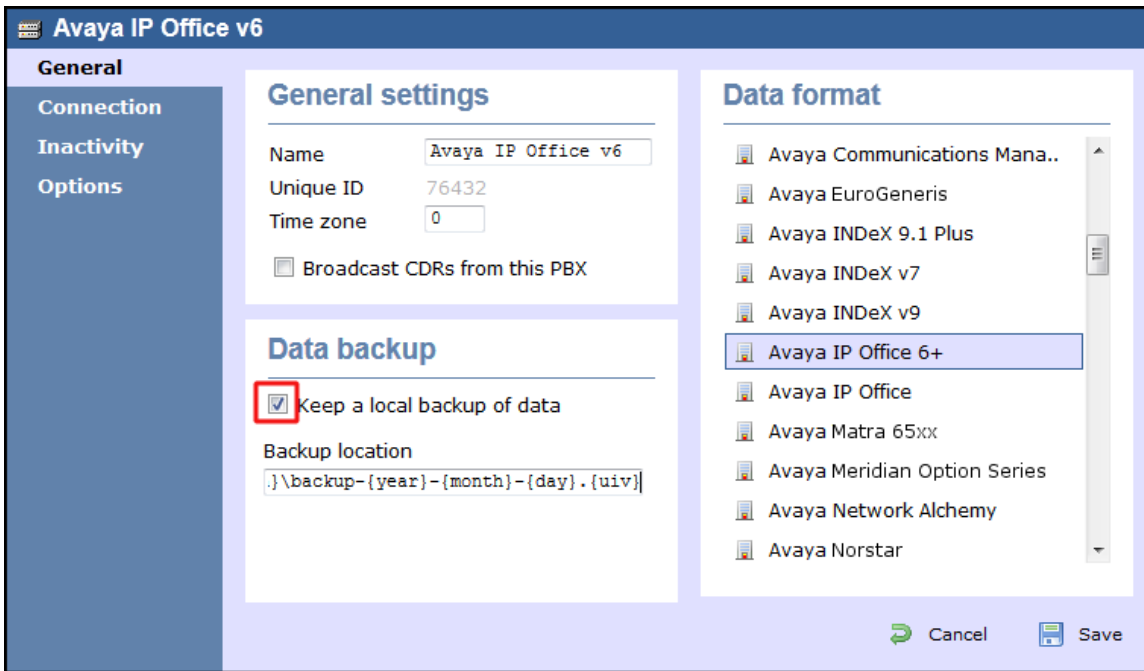 Avaya IP Office v6
General
Connection
Inactivity
Options
General settings
Name
Avaya IP Office v6
Unique ID
76432
Time zone
0
Broadcast CDRs from this PBX
Data backup
Keep a local backup of data
Backup location
.}\backup-{year}-{month}-{day}.{uiv}
Data format
Avaya Communications Mana..
Avaya EuroGeneris
Avaya INDeX 9.1 Plus
Avaya INDeX v7
Avaya INDeX v9
Avaya IP Office 6+
Avaya IP Office
Avaya Matra 65xx
Avaya Meridian Option Series
Avaya Network Alchemy
Avaya Norstar
Cancel
Save